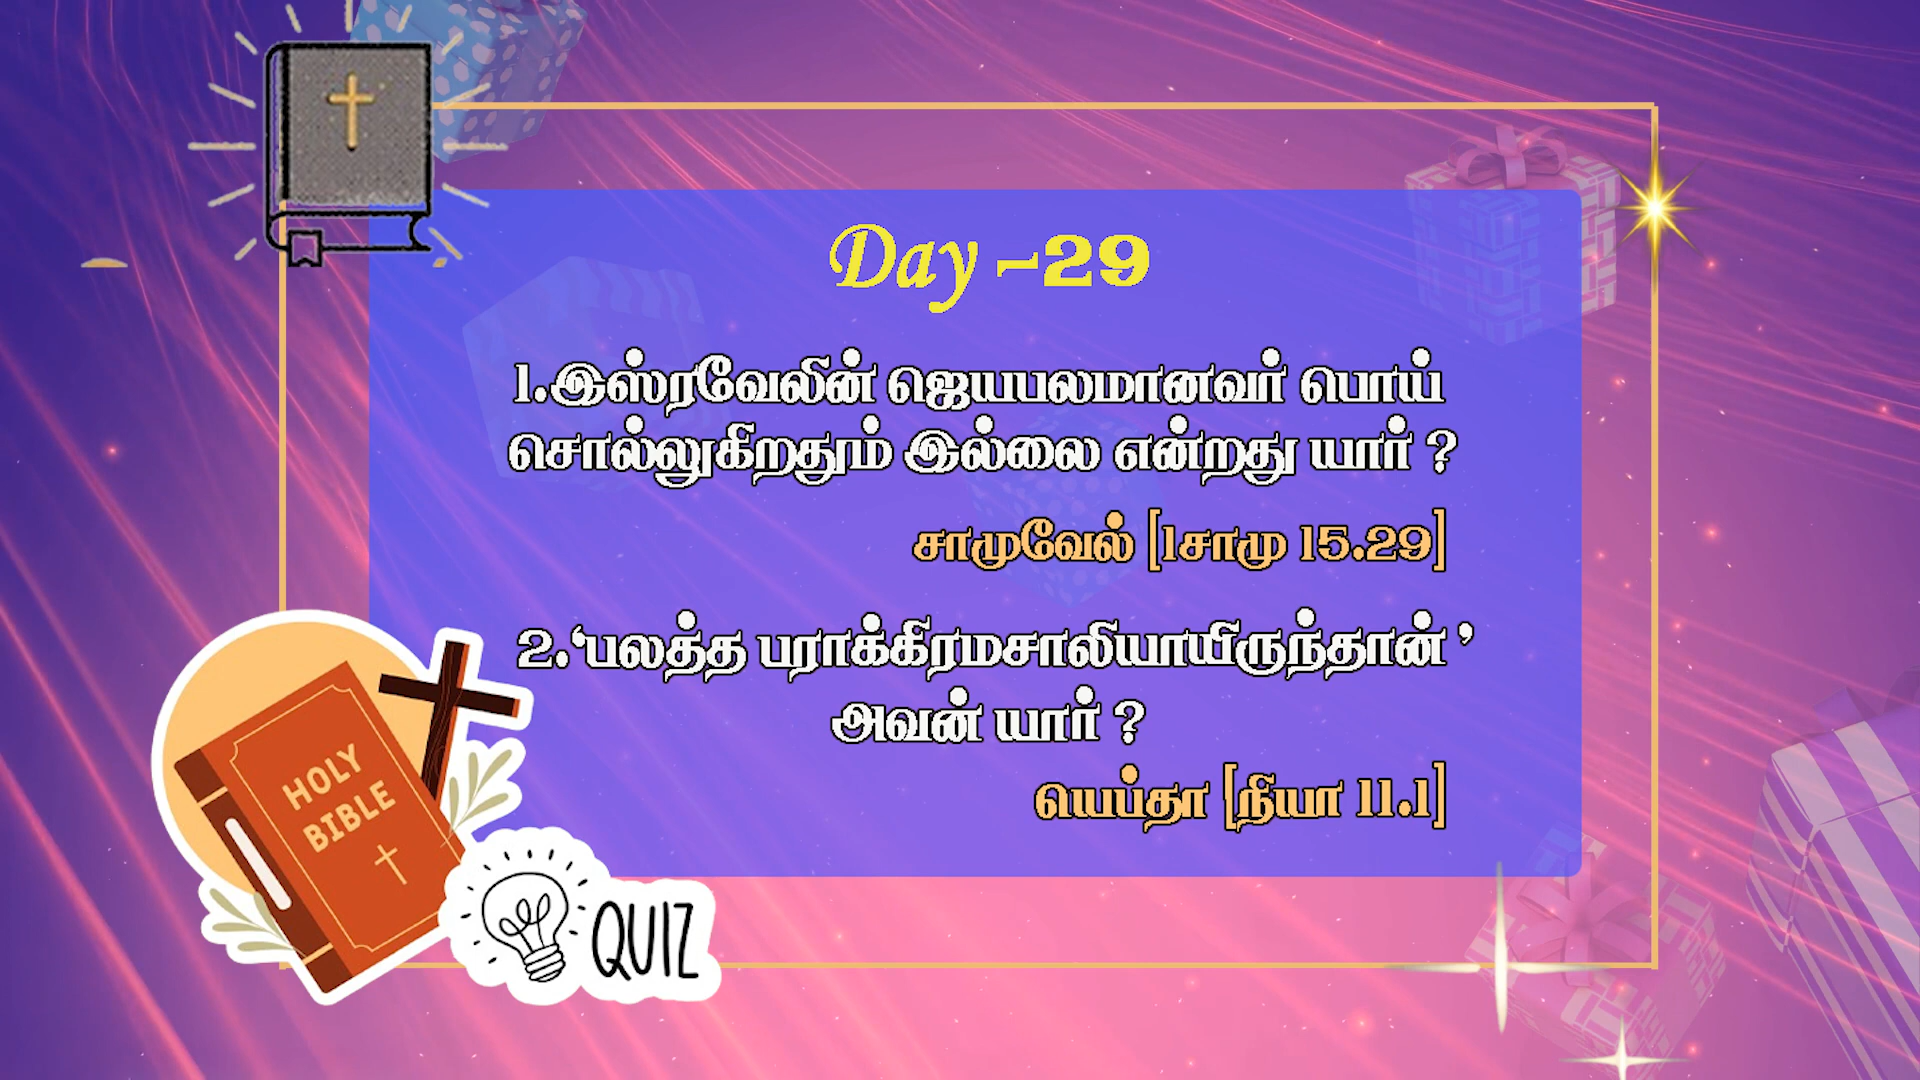 Day -29
1.இஸ்ரவேலின் ஜெயபலமானவர் பொய்
சொல்லுகிறதும் இல்லை என்றது யார் ?
சாமுவேல் [1சாமு 15.29]
2.‘பலத்த பராக்கிரமசாலியாயிருந்தான் ’
அவன் யார் ?
யெப்தா [நியா 11.1]
HOLY
BIBLE
QUIZ